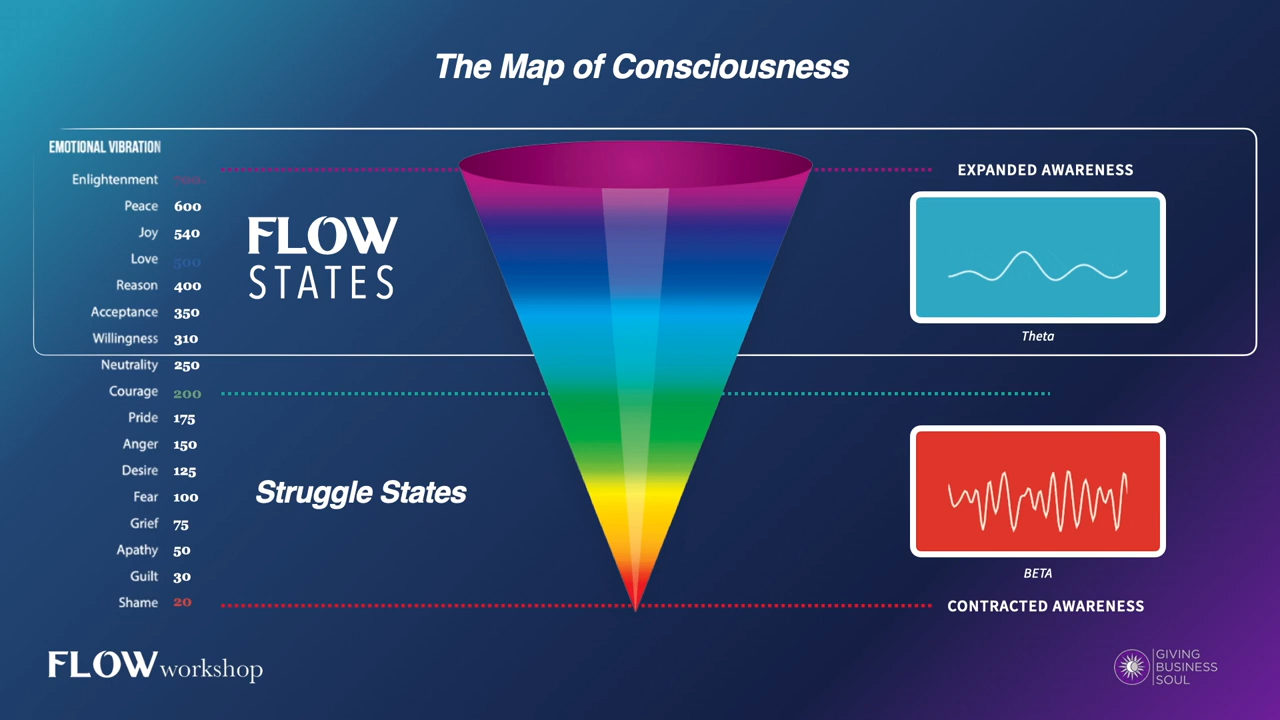 The Map of Consciousness
EMOTIONAL VIBRATION
Enlightenment 700
Peace 600
Joy 540
Love 500
Reason 400
Acceptance 350
Willingness 310
Neutrality 250
Courage 200
Pride 175
Anger 150
Desire 125
Fear 100
Grief 75
Apathy 50
Guilt 30
Shame 20
FLOW
STATES
Struggle States
EXPANDED AWARENESS
Theta
BETA
CONTRACTED AWARENESS
FLOW workshop
GIVING
BUSINESS
SOUL